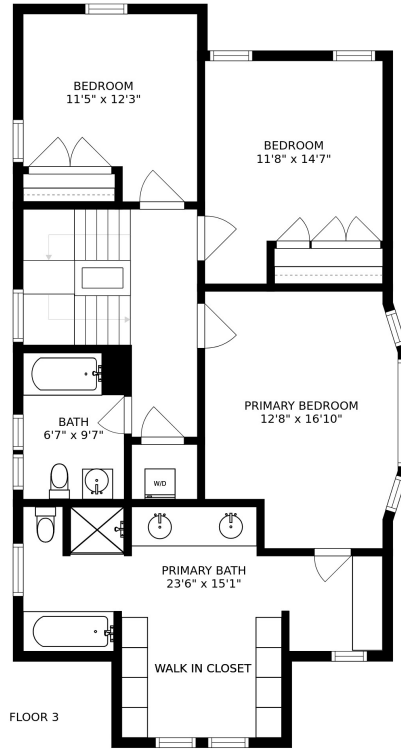 BEDROOM
11'5" x 12'3"
BEDROOM
11'8" x 14'7"
PRIMARY BEDROOM
12'8" x 16'10"
BATH
6'7" x 9'7"
W/D
PRIMARY BATH
23'6" x 15'1"
WALK IN CLOSET
FLOOR 3